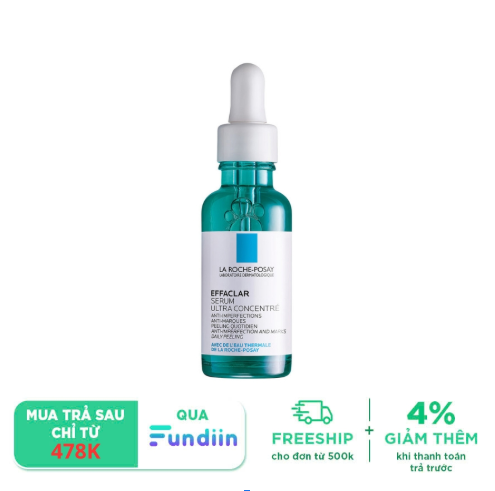 LA ROCHE-POSAY
LABORATOIRE DERMATOLOGIQUE
EFFACLAR
SERUM
ULTRA CONCENTRÉ
ANTI-IMPERFECTIONS
ANTI-MARQUES
PEELING QUOTIDIEN
ANTI-IMPERFECTION AND MARKS
DAILY PEELING
AVEC DE L'EAU THERMALE
DE LA ROCHE-POSAY
MUA TRẢ SAU
CHỈ TỪ
478K
QUA
Fundiin
FREESHIP
cho đơn từ 500k
+
4%
GIẢM THÊM
khi thanh toán
trả trước